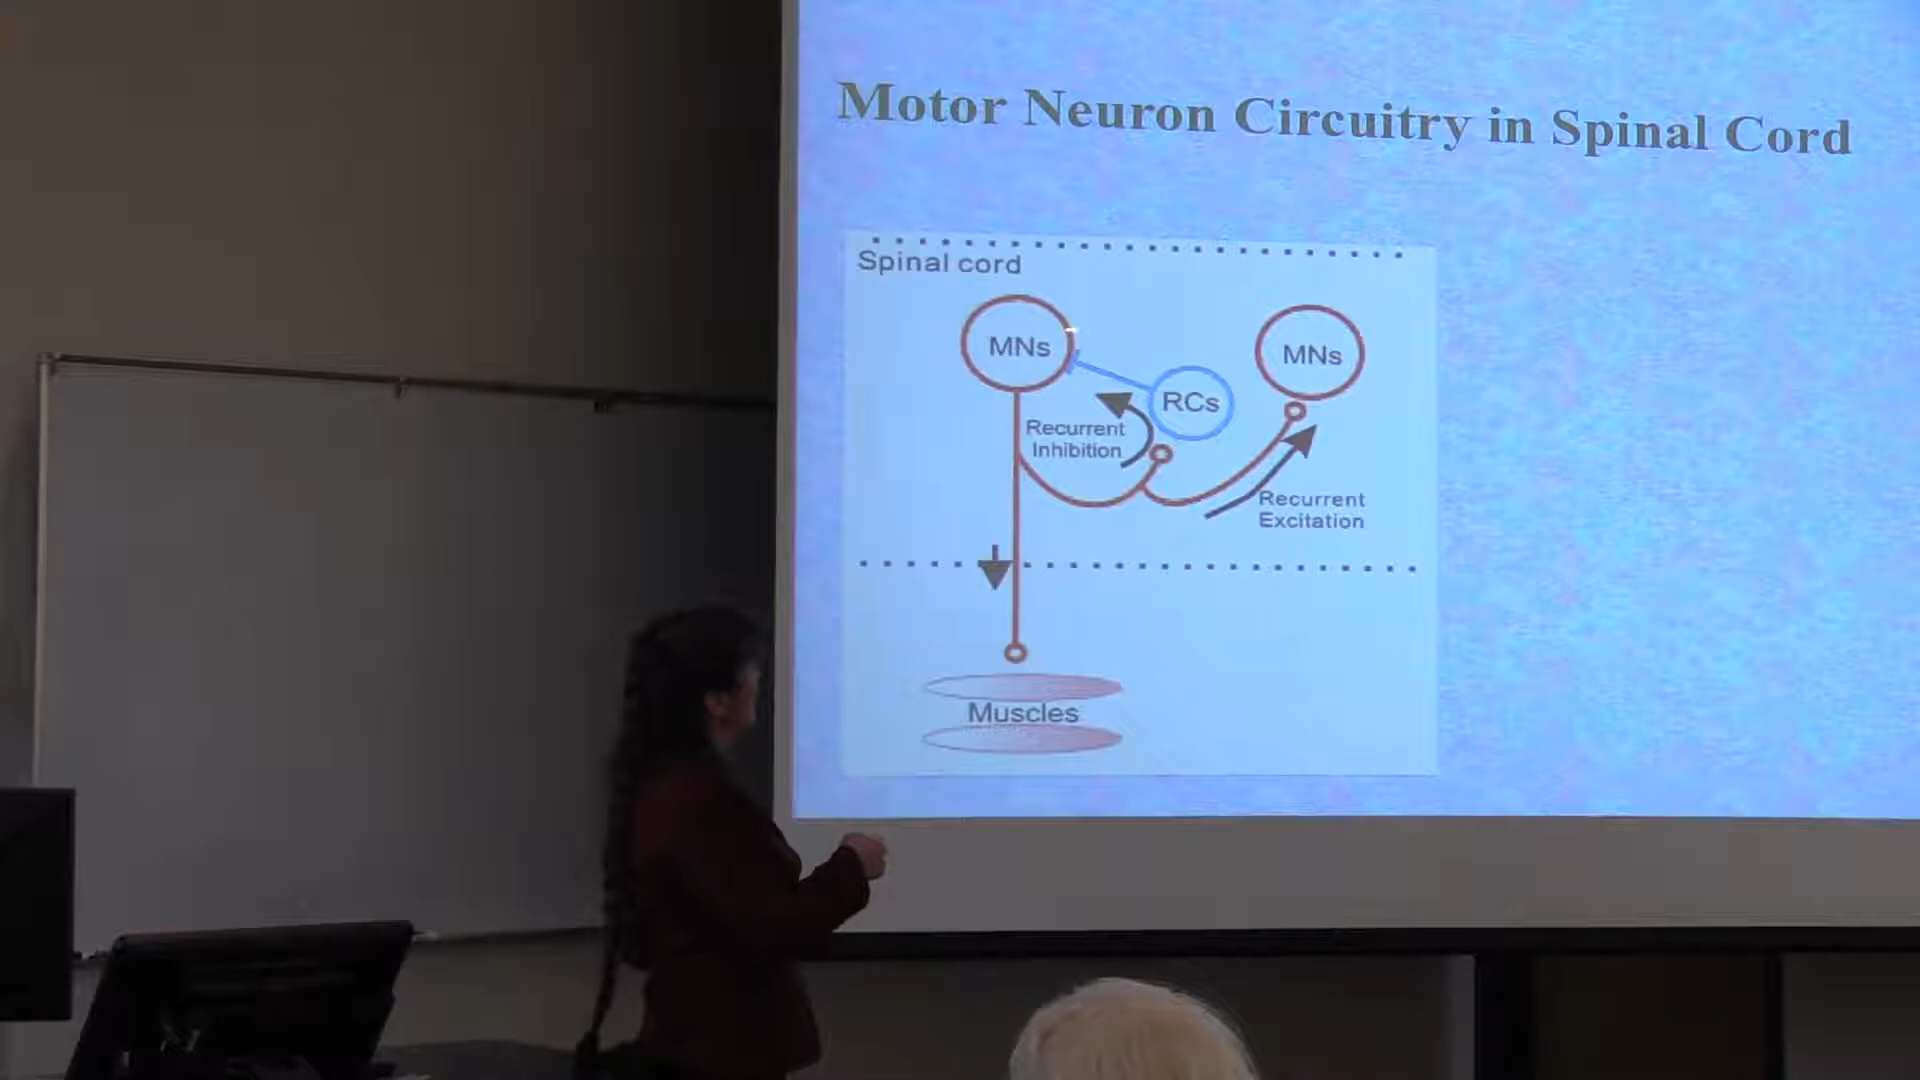 Motor Neuron Circuitry in Spinal Cord
Spinal cord
MNs
MNs
RCs
Recurrent
Inhibition
Recurrent
Excitation
Muscles